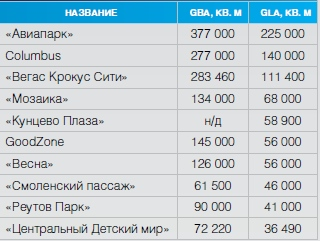 НАЗВАНИЕ GBA, КВ. М GLA, КВ. М
«Авиапарк» 377 000 225 000
Columbus 277 000 140 000
«Вегас Крокус Сити» 283 460 111 400
«Мозаика» 134 000 68 000
«Кунцево Плаза» н/д 58 900
GoodZone 145 000 56 000
«Весна» 126 000 56 000
«Смоленский пассаж» 61 500 46 000
«Реутов Парк» 90 000 41 000
«Центральный Детский мир» 72 220 36 490